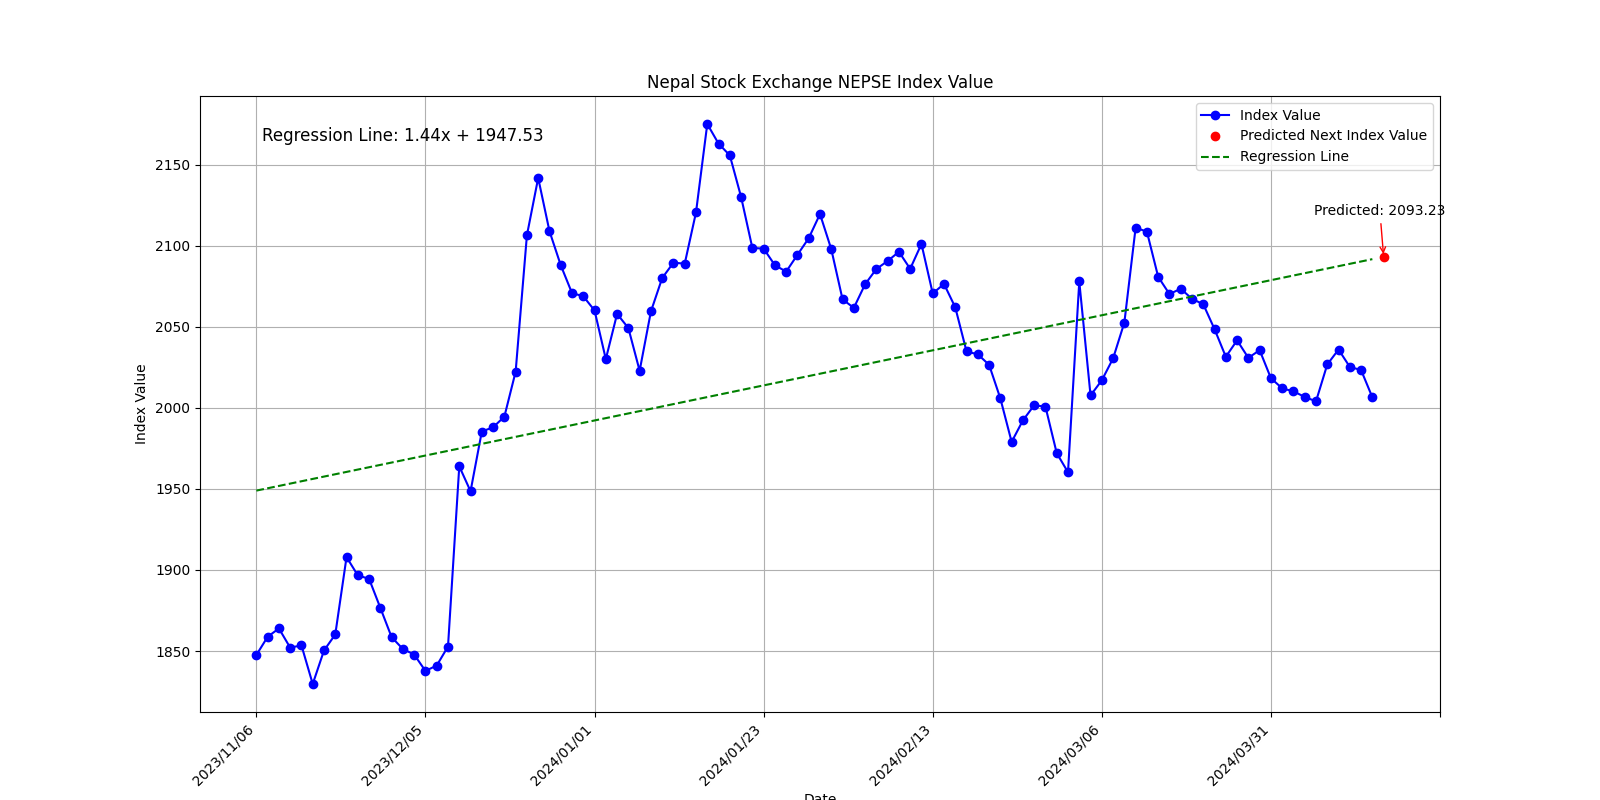 Nepal Stock Exchange NEPSE Index Value
Regression Line: 1.44x + 1947.53
Index Value
Predicted Next Index Value
Regression Line
Predicted: 2093.23
2150
2100
2050
2000
1950
1900
1850
Index Value
2023/11/06
2023/12/05
2024/01/01
2024/01/23
2024/02/13
2024/03/06
2024/03/31
Date